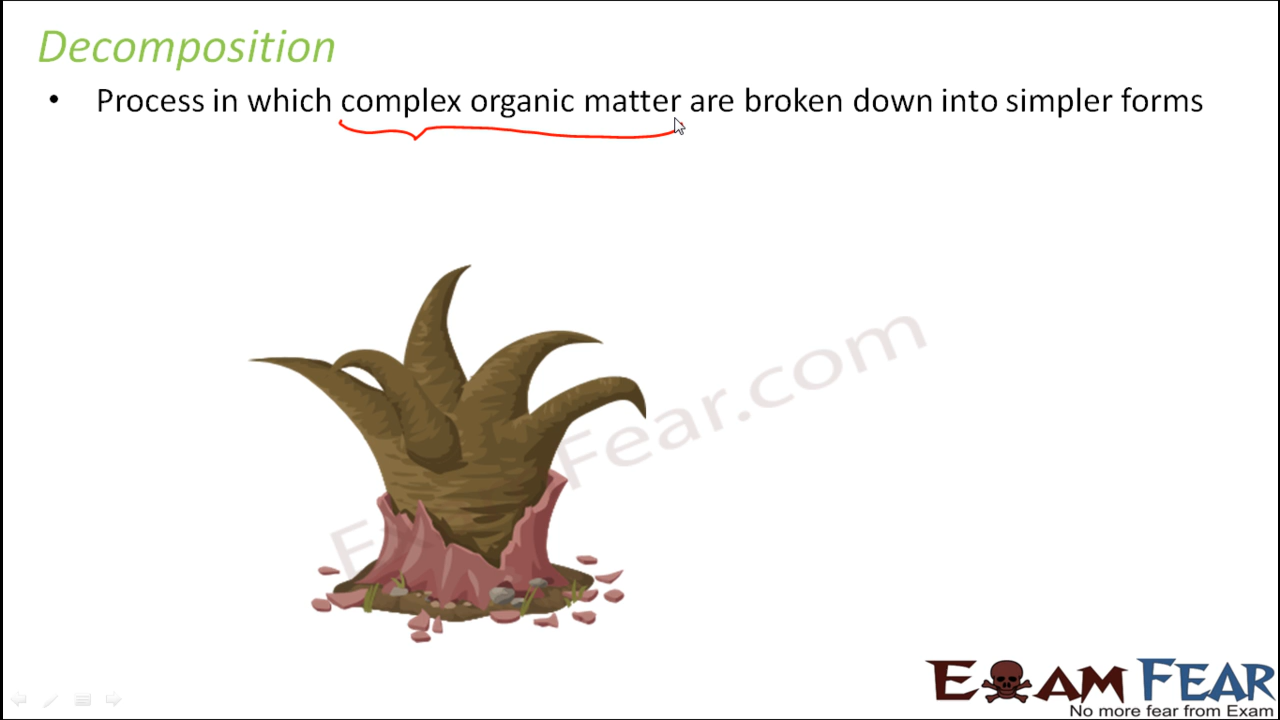 Decomposition
• Process in which complex organic matter are broken down into simpler forms
ExamFear.com
EXAM FEAR
No more fear from Exam